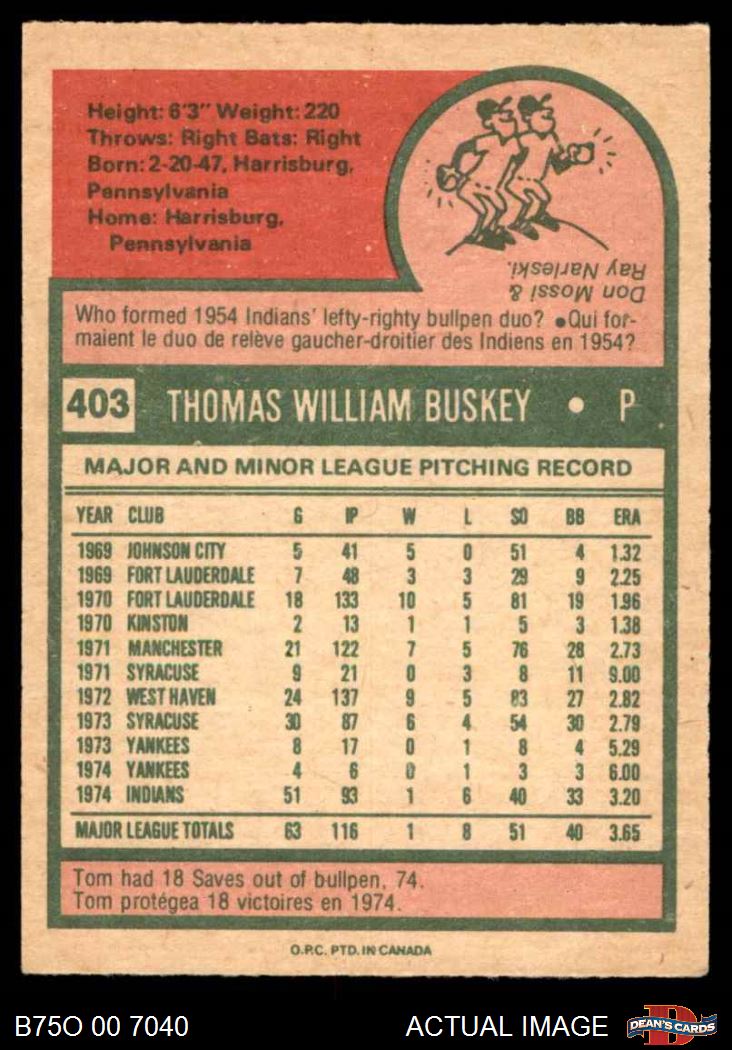 Height: 6'3" Weight: 220
Throws: Right Bats: Right
Born: 2-20-47, Harrisburg,
Pennsylvania
Home: Harrisburg,
Pennsylvania
Don Mossi &
Ray Narleski.
Who formed 1954 Indians' lefty-righty bullpen duo? ●Qui for-
maient le duo de relève gaucher-droitier des Indiens en 1954?
403 THOMAS WILLIAM BUSKEY • P
MAJOR AND MINOR LEAGUE PITCHING RECORD
YEAR CLUB G IP W L SO BB ERA
1969 JOHNSON CITY 5 41 5 0 51 4 1.32
1969 FORT LAUDERDALE 7 48 3 3 29 9 2.25
1970 FORT LAUDERDALE 18 133 10 5 81 19 1.96
1970 KINSTON 2 13 1 1 5 3 1.38
1971 MANCHESTER 21 122 7 5 76 28 2.73
1971 SYRACUSE 9 21 0 3 8 11 9.00
1972 WEST HAVEN 24 137 9 5 83 27 2.82
1973 SYRACUSE 30 87 6 4 54 30 2.79
1973 YANKEES 8 17 0 1 8 4 5.29
1974 YANKEES 4 6 0 1 3 3 6.00
1974 INDIANS 51 93 1 6 40 33 3.20
MAJOR LEAGUE TOTALS 63 116 1 8 51 40 3.65
Tom had 18 Saves out of bullpen, 74.
Tom protégea 18 victoires en 1974.
O.P.C. PTD. IN CANADA
B75O 00 7040 ACTUAL IMAGE D DEAN'S CARDS